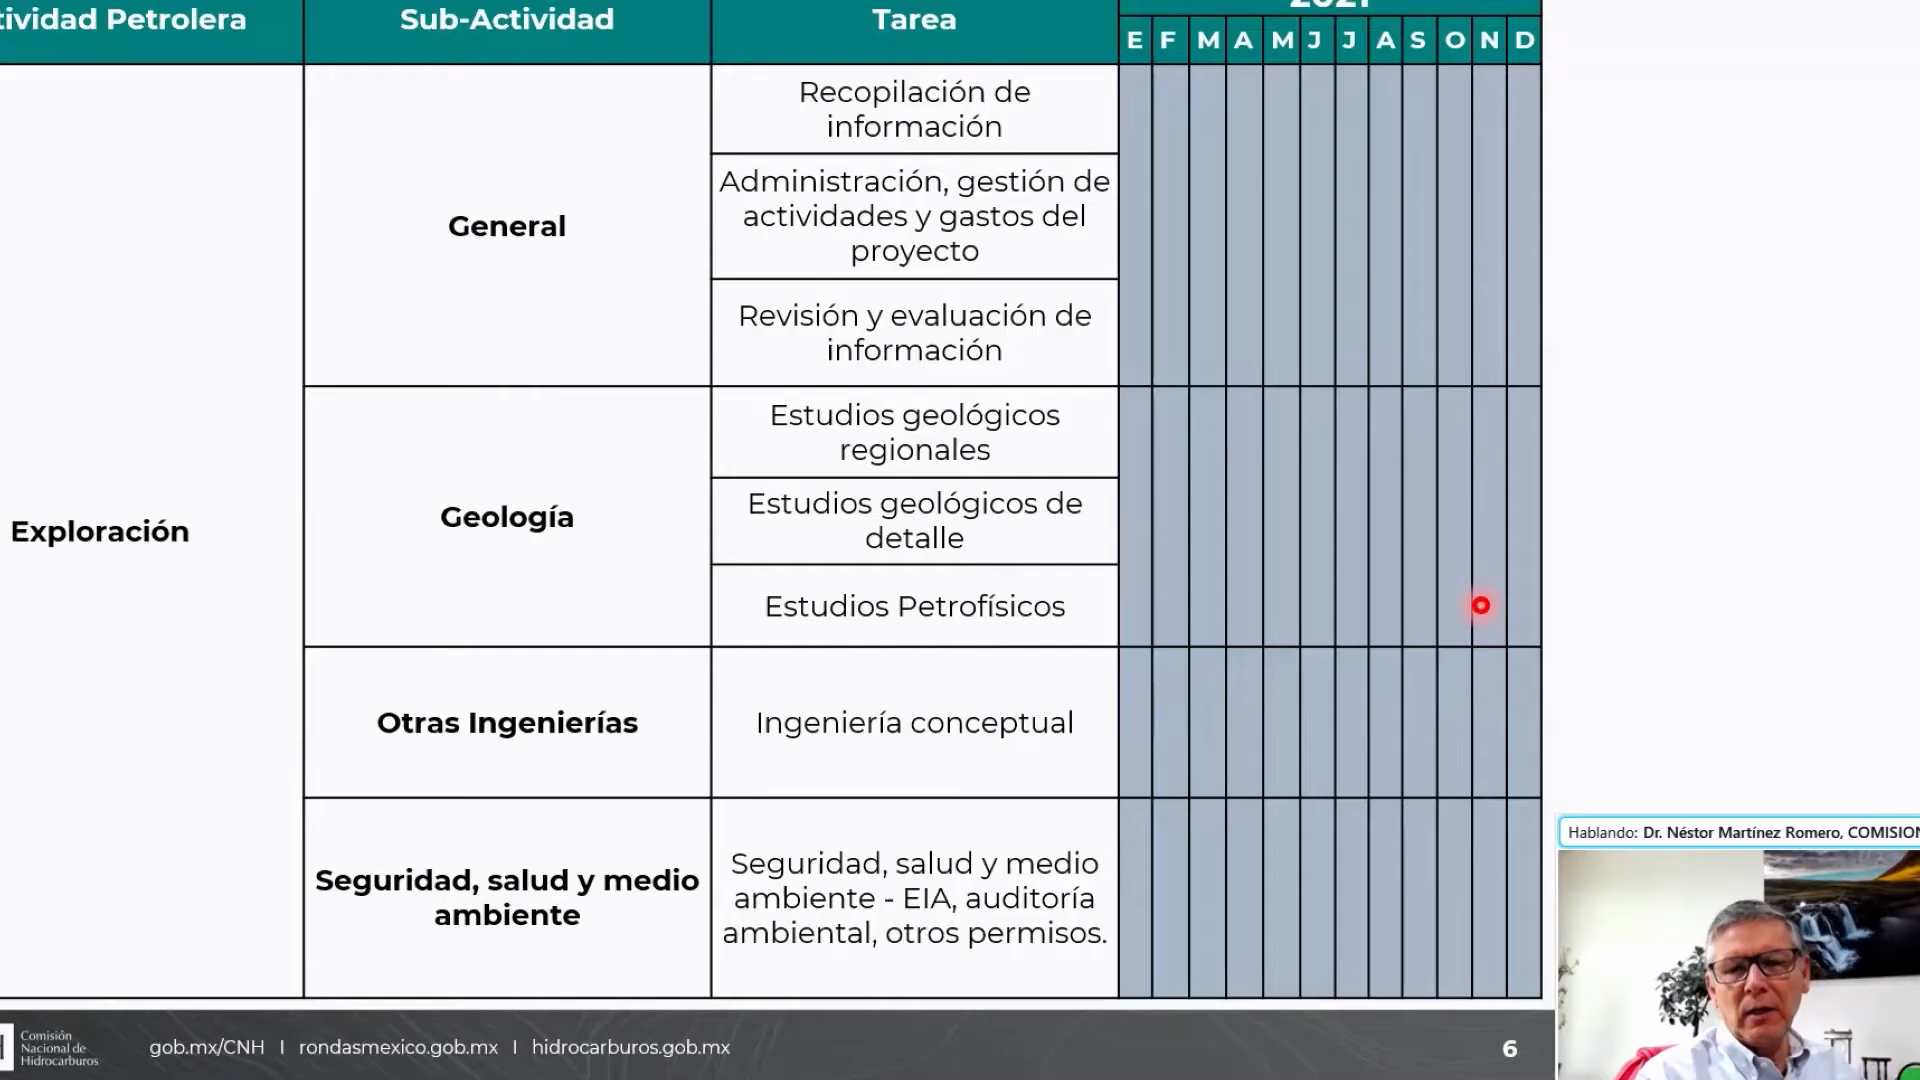 2021
tividad Petrolera
Sub-Actividad
Tarea
E F M A M J J A S O N D
Exploración
General
Recopilación de
información
Administración, gestión de
actividades y gastos del
proyecto
Revisión y evaluación de
información
Geología
Estudios geológicos
regionales
Estudios geológicos de
detalle
Estudios Petrofísicos
Otras Ingenierías
Ingeniería conceptual
Seguridad, salud y medio
ambiente
Seguridad, salud y medio
ambiente - EIA, auditoría
ambiental, otros permisos.
Hablando: Dr. Néstor Martínez Romero, COMISION
Comisión
Nacional de
Hidrocarburos
gob.mx/CNH I rondasmexico.gob.mx I hidrocarburos.gob.mx
6